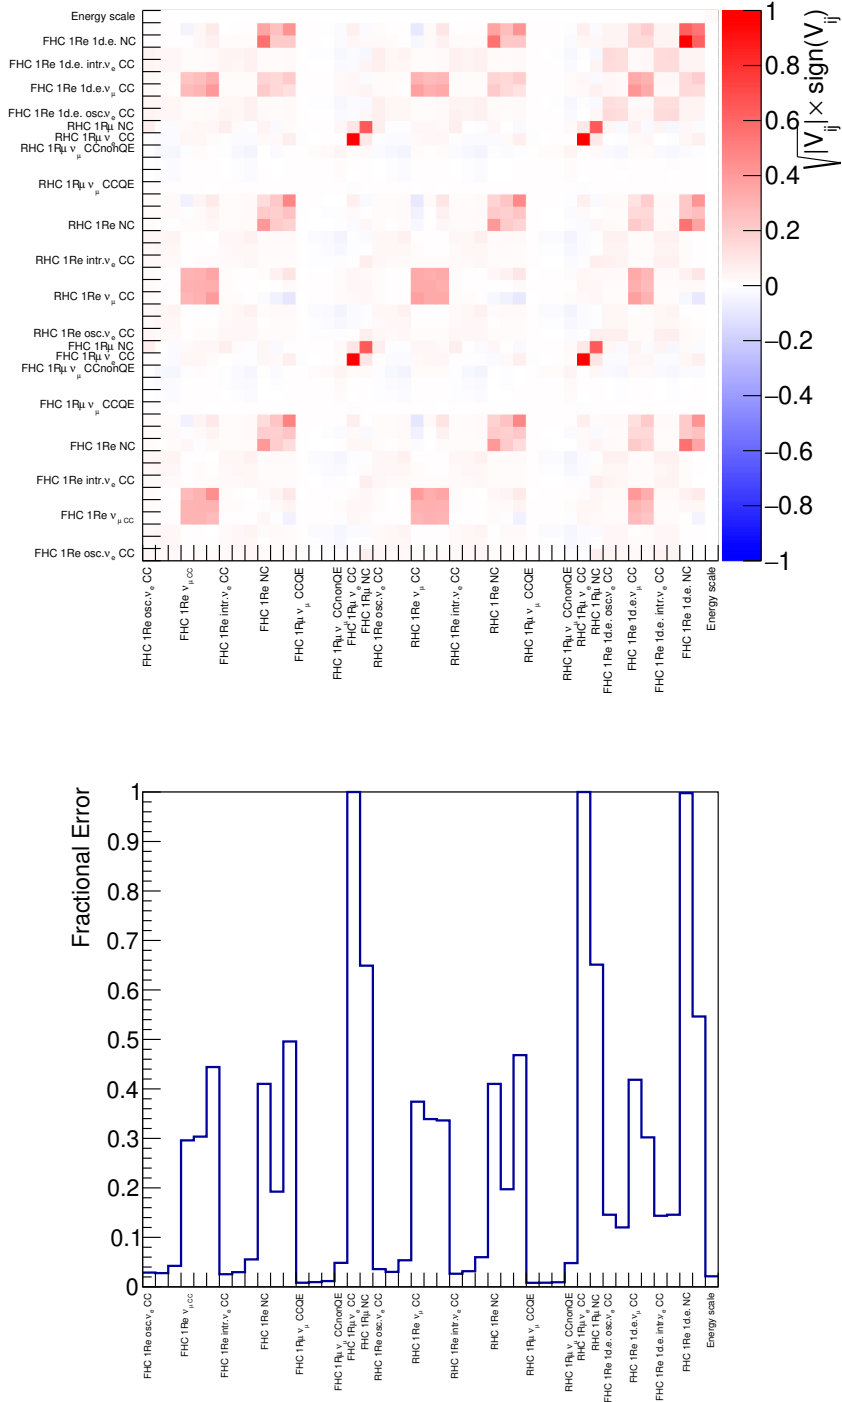 Energy scale
FHC 1Re 1d.e. NC
FHC 1Re 1d.e. intr.νe CC
FHC 1Re 1d.e.νμ CC
FHC 1Re 1d.e. osc.νe CC
RHC 1Rμ NC
RHC 1Rμ νe CC
RHC 1Rμ νμ CCnonQE
RHC 1Rμ νμ CCQE
RHC 1Re NC
RHC 1Re intr.νe CC
RHC 1Re νμ CC
RHC 1Re osc.νe CC
FHC 1Rμ NC
FHC 1Rμ νe CC
FHC 1Rμ νμ CCnonQE
FHC 1Rμ νμ CCQE
FHC 1Re NC
FHC 1Re intr.νe CC
FHC 1Re νμ CC
FHC 1Re osc.νe CC
1
0.8
0.6
0.4
0.2
0
−0.2
−0.4
−0.6
−0.8
−1
√|Vij| × sign(Vij)
FHC 1Re osc.νe CC
FHC 1Re νμ CC
FHC 1Re intr.νe CC
FHC 1Re NC
FHC 1Rμ νμ CCQE
FHC 1Rμ νμ CCnonQE
FHC 1Rμ νe CC
FHC 1Rμ NC
RHC 1Re osc.νe CC
RHC 1Re νμ CC
RHC 1Re intr.νe CC
RHC 1Re NC
RHC 1Rμ νμ CCQE
RHC 1Rμ νμ CCnonQE
RHC 1Rμ νe CC
RHC 1Rμ NC
FHC 1Re 1d.e. osc.νe CC
FHC 1Re 1d.e.νμ CC
FHC 1Re 1d.e. intr.νe CC
FHC 1Re 1d.e. NC
Energy scale
Fractional Error
1
0.9
0.8
0.7
0.6
0.5
0.4
0.3
0.2
0.1
0
FHC 1Re osc.νe CC
FHC 1Re νμ CC
FHC 1Re intr.νe CC
FHC 1Re NC
FHC 1Rμ νμ CCQE
FHC 1Rμ νμ CCnonQE
FHC 1Rμ νe CC
FHC 1Rμ NC
RHC 1Re osc.νe CC
RHC 1Re νμ CC
RHC 1Re intr.νe CC
RHC 1Re NC
RHC 1Rμ νμ CCQE
RHC 1Rμ νμ CCnonQE
RHC 1Rμ νe CC
RHC 1Rμ NC
FHC 1Re 1d.e. osc.νe CC
FHC 1Re 1d.e.νμ CC
FHC 1Re 1d.e. intr.νe CC
FHC 1Re 1d.e. NC
Energy scale